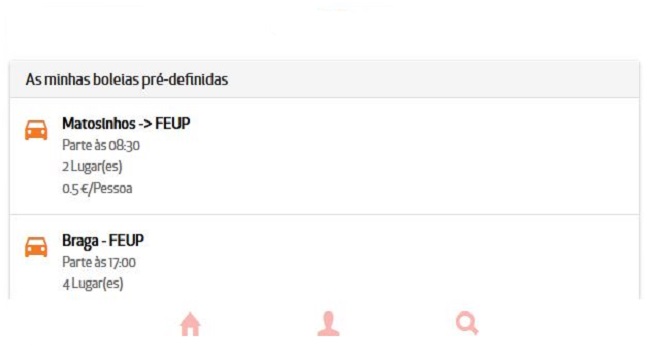 As minhas boleias pré-definidas
Matosinhos -> FEUP
Parte às 08:30
2 Lugar(es)
0.5 €/Pessoa
Braga - FEUP
Parte às 17:00
4 Lugar(es)